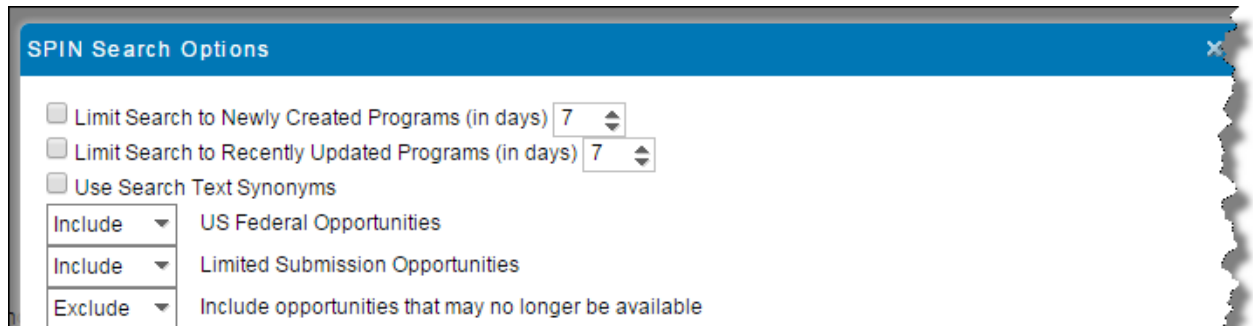 SPIN Search Options
Limit Search to Newly Created Programs (in days) 7
Limit Search to Recently Updated Programs (in days) 7
Use Search Text Synonyms
Include US Federal Opportunities
Include Limited Submission Opportunities
Exclude Include opportunities that may no longer be available